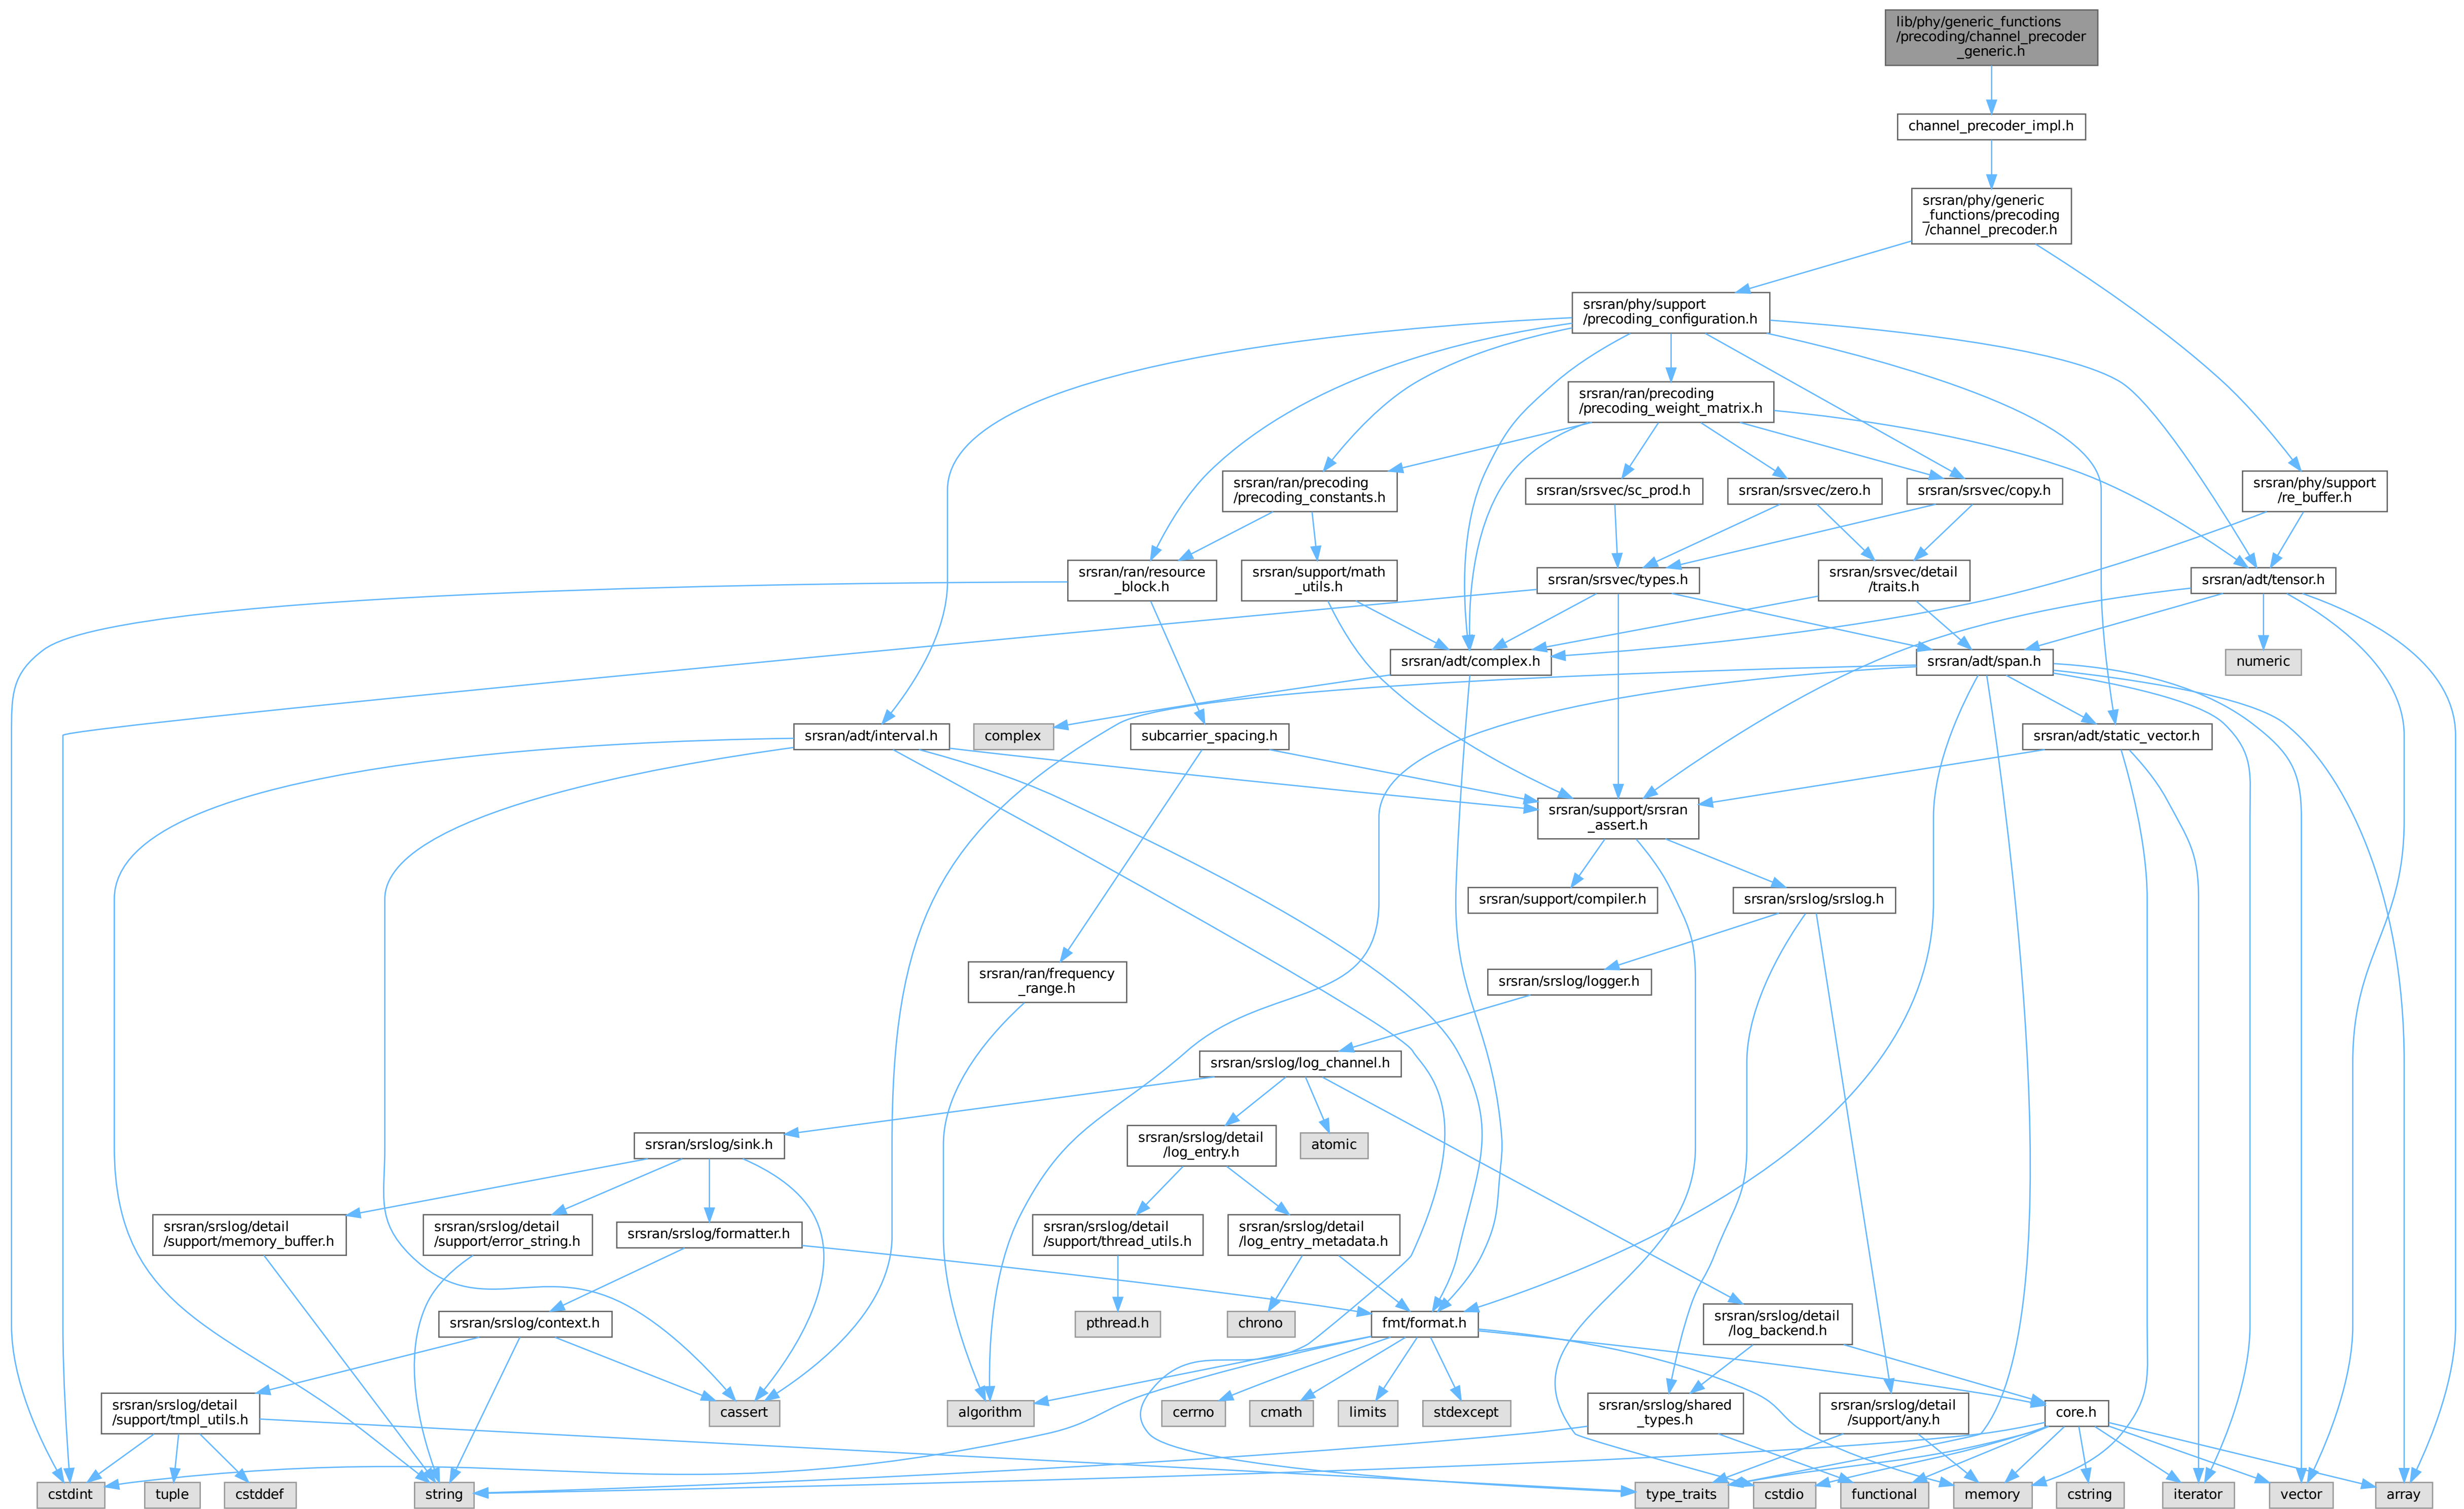 lib/phy/generic_functions
/precoding/channel_precoder
_generic.h
channel_precoder_impl.h
srsran/phy/generic
_functions/precoding
/channel_precoder.h
srsran/phy/support
/precoding_configuration.h
srsran/ran/precoding
/precoding_weight_matrix.h
srsran/ran/precoding
/precoding_constants.h
srsran/srsvec/sc_prod.h
srsran/srsvec/zero.h
srsran/srsvec/copy.h
srsran/phy/support
/re_buffer.h
srsran/ran/resource
_block.h
srsran/support/math
_utils.h
srsran/srsvec/types.h
srsran/srsvec/detail
/traits.h
srsran/adt/tensor.h
srsran/adt/complex.h
srsran/adt/span.h
numeric
srsran/adt/interval.h
complex
subcarrier_spacing.h
srsran/adt/static_vector.h
srsran/support/srsran
_assert.h
srsran/support/compiler.h
srsran/srslog/srslog.h
srsran/ran/frequency
_range.h
srsran/srslog/logger.h
srsran/srslog/log_channel.h
srsran/srslog/sink.h
srsran/srslog/detail
/log_entry.h
atomic
srsran/srslog/detail
/support/memory_buffer.h
srsran/srslog/detail
/support/error_string.h
srsran/srslog/formatter.h
srsran/srslog/detail
/support/thread_utils.h
srsran/srslog/detail
/log_entry_metadata.h
srsran/srslog/context.h
pthread.h
chrono
fmt/format.h
srsran/srslog/detail
/log_backend.h
srsran/srslog/detail
/support/tmpl_utils.h
cassert
algorithm
cerrno
cmath
limits
stdexcept
srsran/srslog/shared
_types.h
srsran/srslog/detail
/support/any.h
core.h
cstdint
tuple
cstddef
string
type_traits
cstdio
functional
memory
cstring
iterator
vector
array